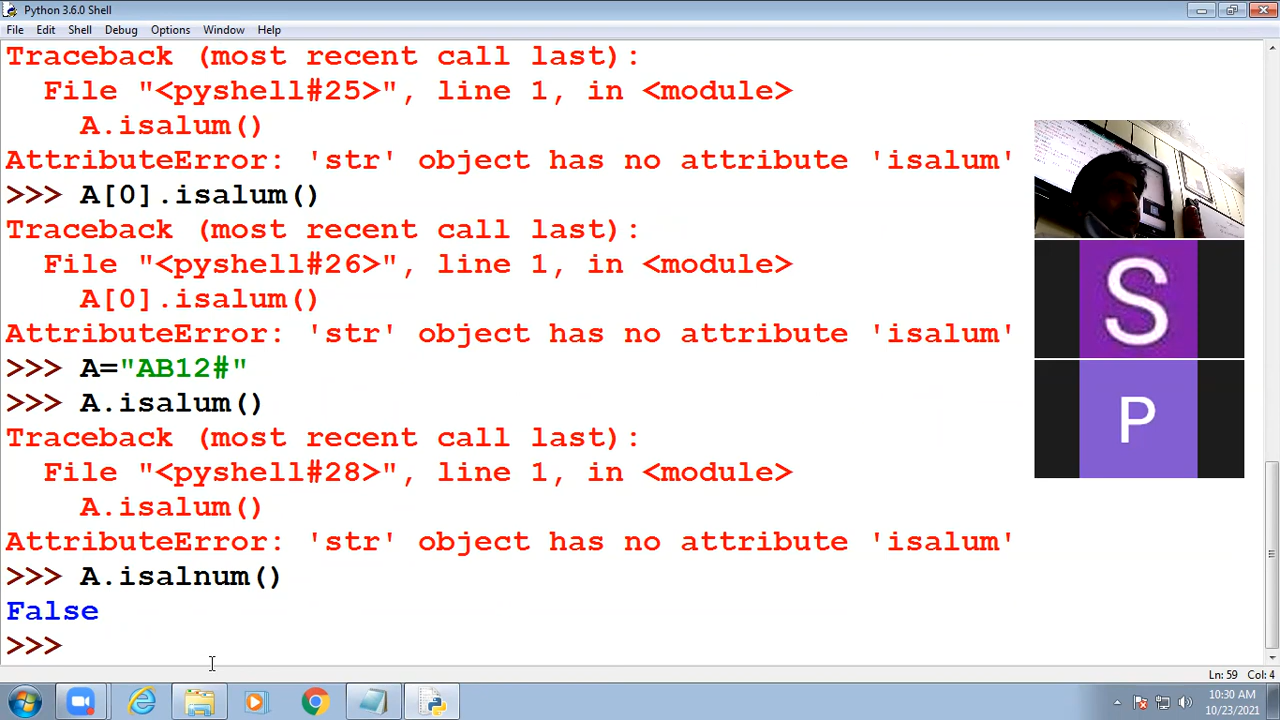 Python 3.6.0 Shell
File Edit Shell Debug Options Window Help
Traceback (most recent call last):
File "<pyshell#25>", line 1, in <module>
A.isalum()
AttributeError: 'str' object has no attribute 'isalum'
>>> A[0].isalum()
Traceback (most recent call last):
File "<pyshell#26>", line 1, in <module>
A[0].isalum()
AttributeError: 'str' object has no attribute 'isalum'
>>> A="AB12#"
>>> A.isalum()
Traceback (most recent call last):
File "<pyshell#28>", line 1, in <module>
A.isalum()
AttributeError: 'str' object has no attribute 'isalum'
>>> A.isalnum()
False
>>>
S
P
Ln: 59 Col: 4
10:30 AM
10/23/2021